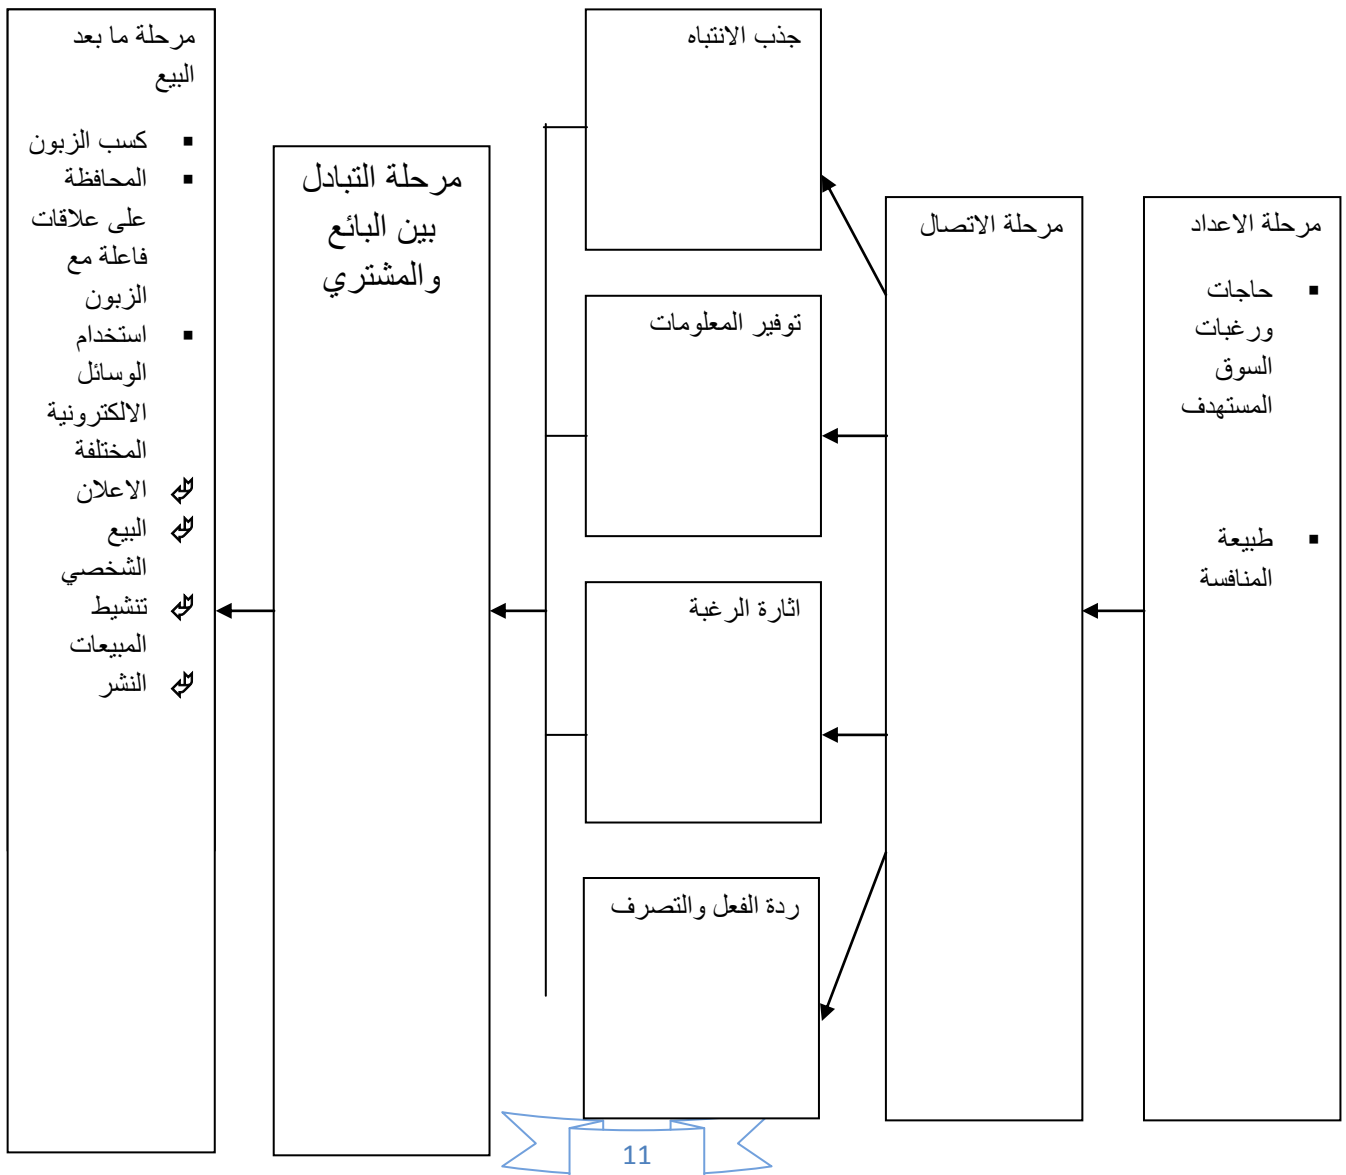 مرحلة الاعداد
حاجات
ورغبات
السوق
المستهدف
طبيعة
المنافسة
مرحلة الاتصال
جذب الانتباه
توفير المعلومات
اثارة الرغبة
ردة الفعل والتصرف
مرحلة التبادل
بين البائع
والمشتري
مرحلة ما بعد
البيع
كسب الزبون
المحافظة
على علاقات
فاعلة مع
الزبون
استخدام
الوسائل
الالكترونية
المختلفة
الاعلان
البيع
الشخصي
تنشيط
المبيعات
النشر
11